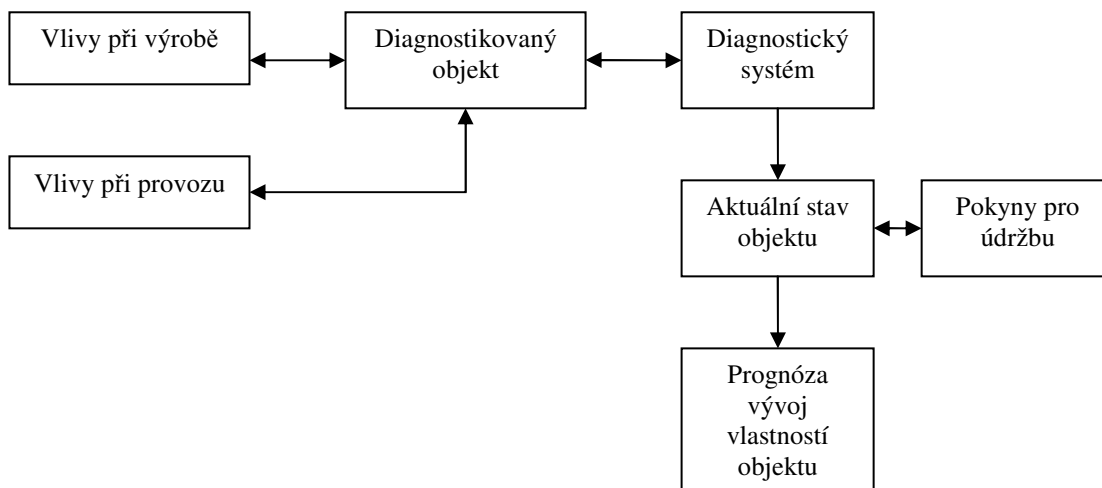 Vlivy při výrobě
Diagnostikovaný
objekt
Diagnostický
systém
Vlivy při provozu
Aktuální stav
objektu
Pokyny pro
údržbu
Prognóza
vývoj
vlastností
objektu